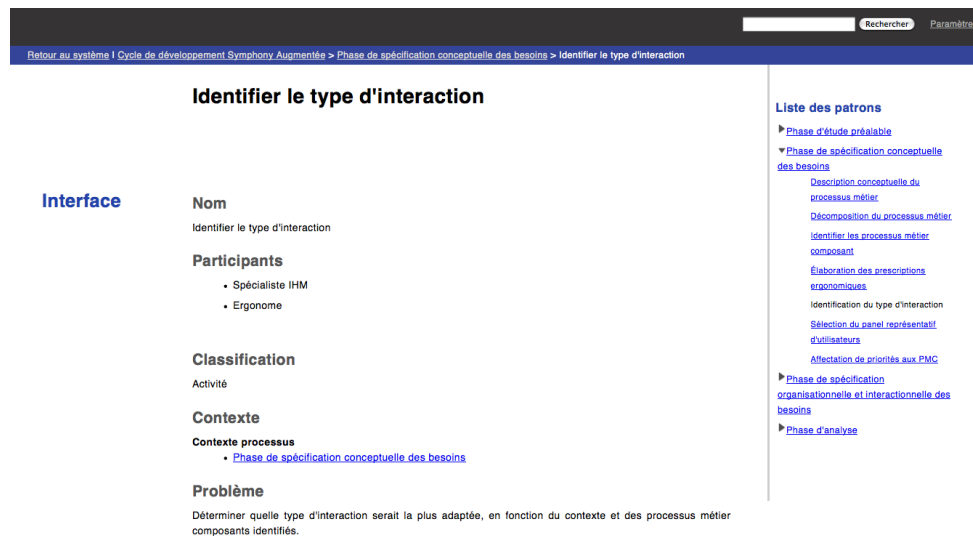 Rechercher
Paramètre
Retour au système I Cycle de développement Symphony Augmentée > Phase de spécification conceptuelle des besoins > Identifier le type d'interaction
Identifier le type d'interaction
Interface
Nom
Identifier le type d'interaction
Participants
• Spécialiste IHM
• Ergonome
Classification
Activité
Contexte
Contexte processus
• Phase de spécification conceptuelle des besoins
Problème
Déterminer quelle type d'interaction serait la plus adaptée, en fonction du contexte et des processus métier
composants identifiés.
Liste des patrons
Phase d'étude préalable
Phase de spécification conceptuelle
des besoins
Description conceptuelle du
processus métier
Décomposition du processus métier
Identifier les processus métier
composant
Élaboration des prescriptions
ergonomiques
Identification du type d'interaction
Sélection du panel représentatif
d'utilisateurs
Affectation de priorités aux PMC
Phase de spécification
organisationnelle et interactionnelle des
besoins
Phase d'analyse